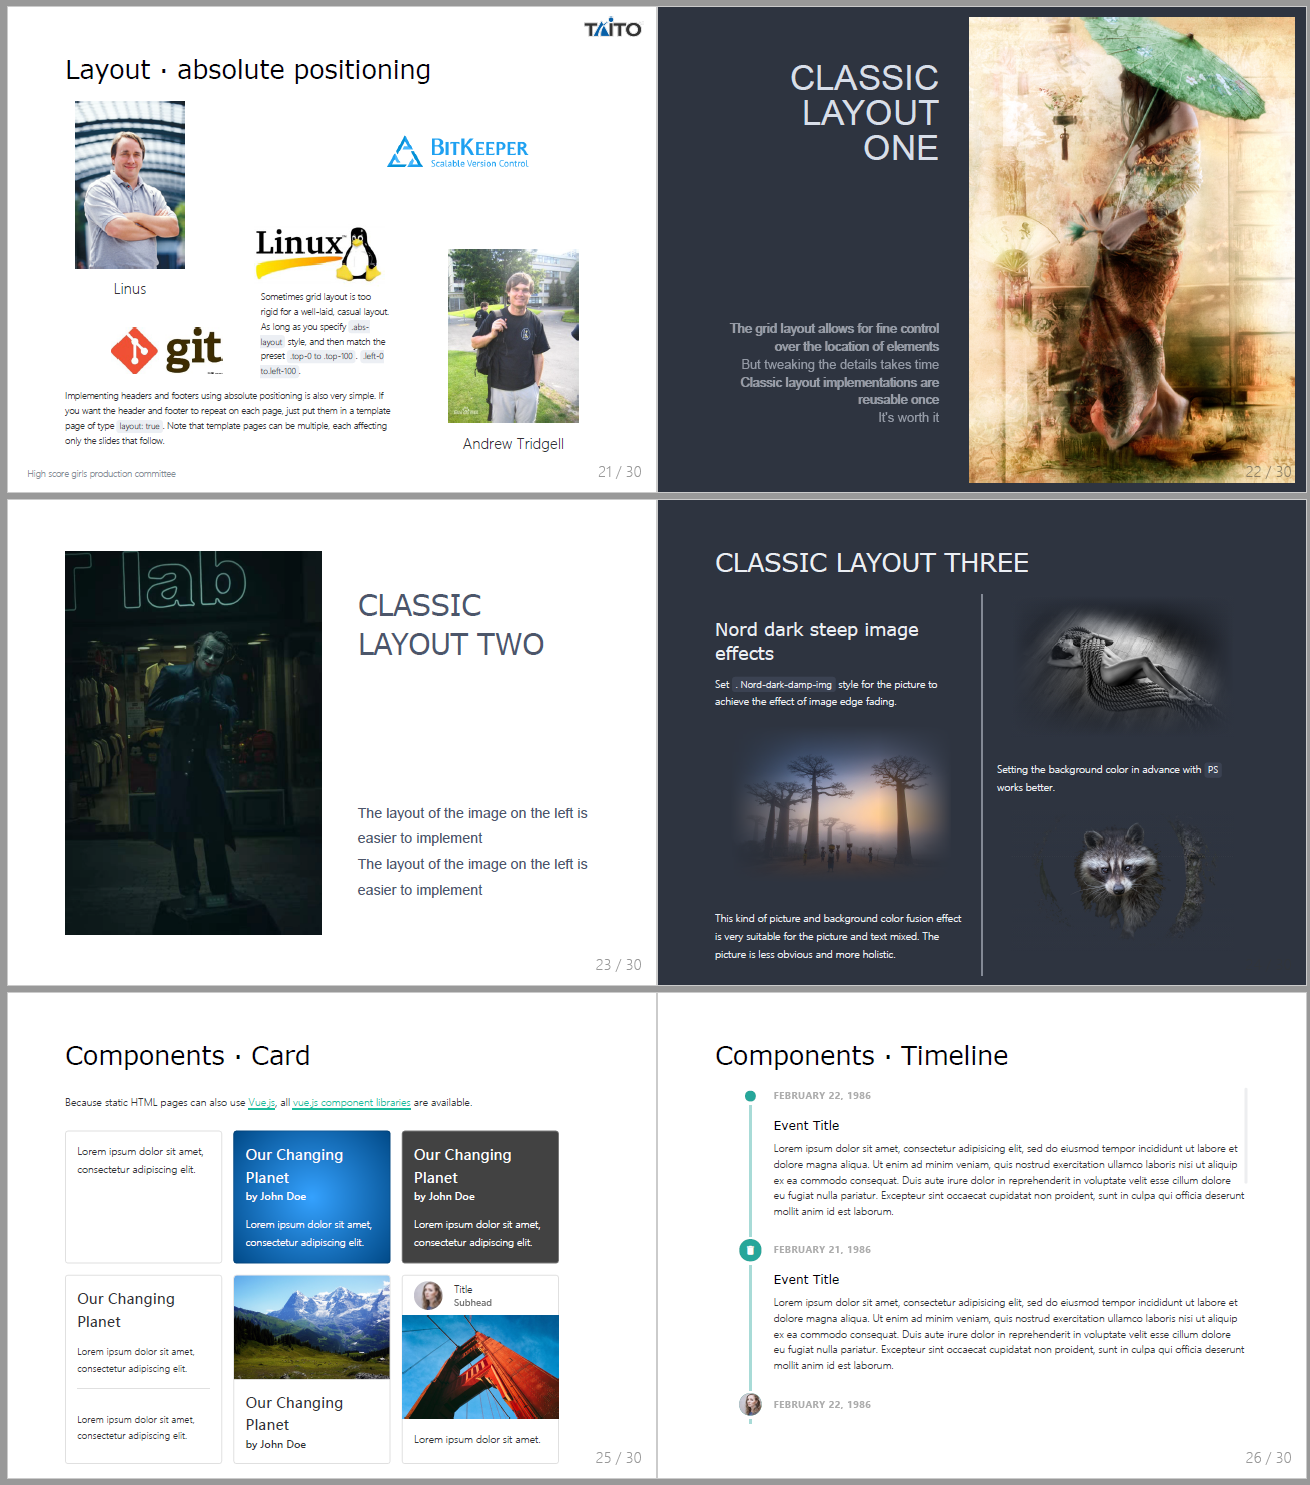 TAITO
Layout · absolute positioning
BITKEEPER
Scalable Version Control
Linux
Linus
git
Sometimes grid layout is too
rigid for a well-laid, casual layout.
As long as you specify .abs-
layout style, and then match the
preset .top-0 to .top-100 . .left-0
to.left-100 .
Implementing headers and footers using absolute positioning is also very simple. If
you want the header and footer to repeat on each page, just put them in a template
page of type layout: true . Note that template pages can be multiple, each affecting
only the slides that follow.
Andrew Tridgell
High score girls production committee
21 / 30
CLASSIC
LAYOUT
ONE
The grid layout allows for fine control
over the location of elements
But tweaking the details takes time
Classic layout implementations are
reusable once
It's worth it
22 / 30
T lab
CLASSIC
LAYOUT TWO
The layout of the image on the left is
easier to implement
The layout of the image on the left is
easier to implement
23 / 30
CLASSIC LAYOUT THREE
Nord dark steep image
effects
Set . Nord-dark-damp-img style for the picture to
achieve the effect of image edge fading.
This kind of picture and background color fusion effect
is very suitable for the picture and text mixed. The
picture is less obvious and more holistic.
Setting the background color in advance with PS
works better.
Components · Card
Because static HTML pages can also use Vue.js, all vue.js component libraries are available.
Lorem ipsum dolor sit amet,
consectetur adipiscing elit.
Our Changing
Planet
by John Doe
Lorem ipsum dolor sit amet,
consectetur adipiscing elit.
Our Changing
Planet
by John Doe
Lorem ipsum dolor sit amet,
consectetur adipiscing elit.
Our Changing
Planet
Lorem ipsum dolor sit amet,
consectetur adipiscing elit.
Lorem ipsum dolor sit amet,
consectetur adipiscing elit.
Our Changing
Planet
by John Doe
Title
Subhead
Lorem ipsum dolor sit amet.
25 / 30
Components · Timeline
FEBRUARY 22, 1986
Event Title
Lorem ipsum dolor sit amet, consectetur adipisicing elit, sed do eiusmod tempor incididunt ut labore et
dolore magna aliqua. Ut enim ad minim veniam, quis nostrud exercitation ullamco laboris nisi ut aliquip
ex ea commodo consequat. Duis aute irure dolor in reprehenderit in voluptate velit esse cillum dolore
eu fugiat nulla pariatur. Excepteur sint occaecat cupidatat non proident, sunt in culpa qui officia deserunt
mollit anim id est laborum.
FEBRUARY 21, 1986
Event Title
Lorem ipsum dolor sit amet, consectetur adipisicing elit, sed do eiusmod tempor incididunt ut labore et
dolore magna aliqua. Ut enim ad minim veniam, quis nostrud exercitation ullamco laboris nisi ut aliquip
ex ea commodo consequat. Duis aute irure dolor in reprehenderit in voluptate velit esse cillum dolore
eu fugiat nulla pariatur. Excepteur sint occaecat cupidatat non proident, sunt in culpa qui officia deserunt
mollit anim id est laborum.
FEBRUARY 22, 1986
26 / 30